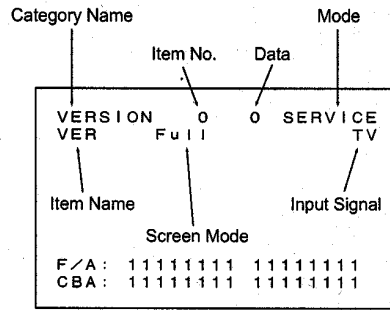 Category Name Mode
Item No. Data
VERSION 0 0 SERVICE
VER Full TV
Item Name Input Signal
Screen Mode
F/A: 11111111 11111111
CBA: 11111111 11111111